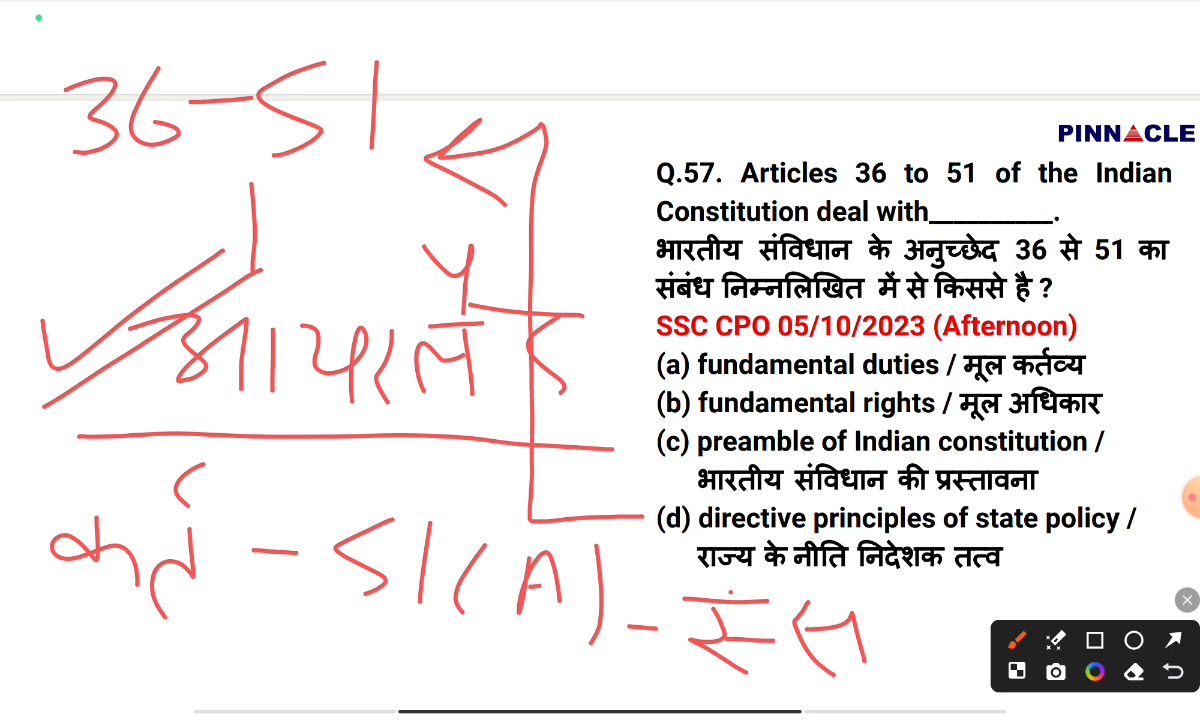 36-51
आयरलैंड
कर्त - 51(A) - रूस
PINNACLE
Q.57. Articles 36 to 51 of the Indian
Constitution deal with__________.
भारतीय संविधान के अनुच्छेद 36 से 51 का
संबंध निम्नलिखित में से किससे है ?
SSC CPO 05/10/2023 (Afternoon)
(a) fundamental duties / मूल कर्तव्य
(b) fundamental rights / मूल अधिकार
(c) preamble of Indian constitution /
भारतीय संविधान की प्रस्तावना
(d) directive principles of state policy /
राज्य के नीति निदेशक तत्व